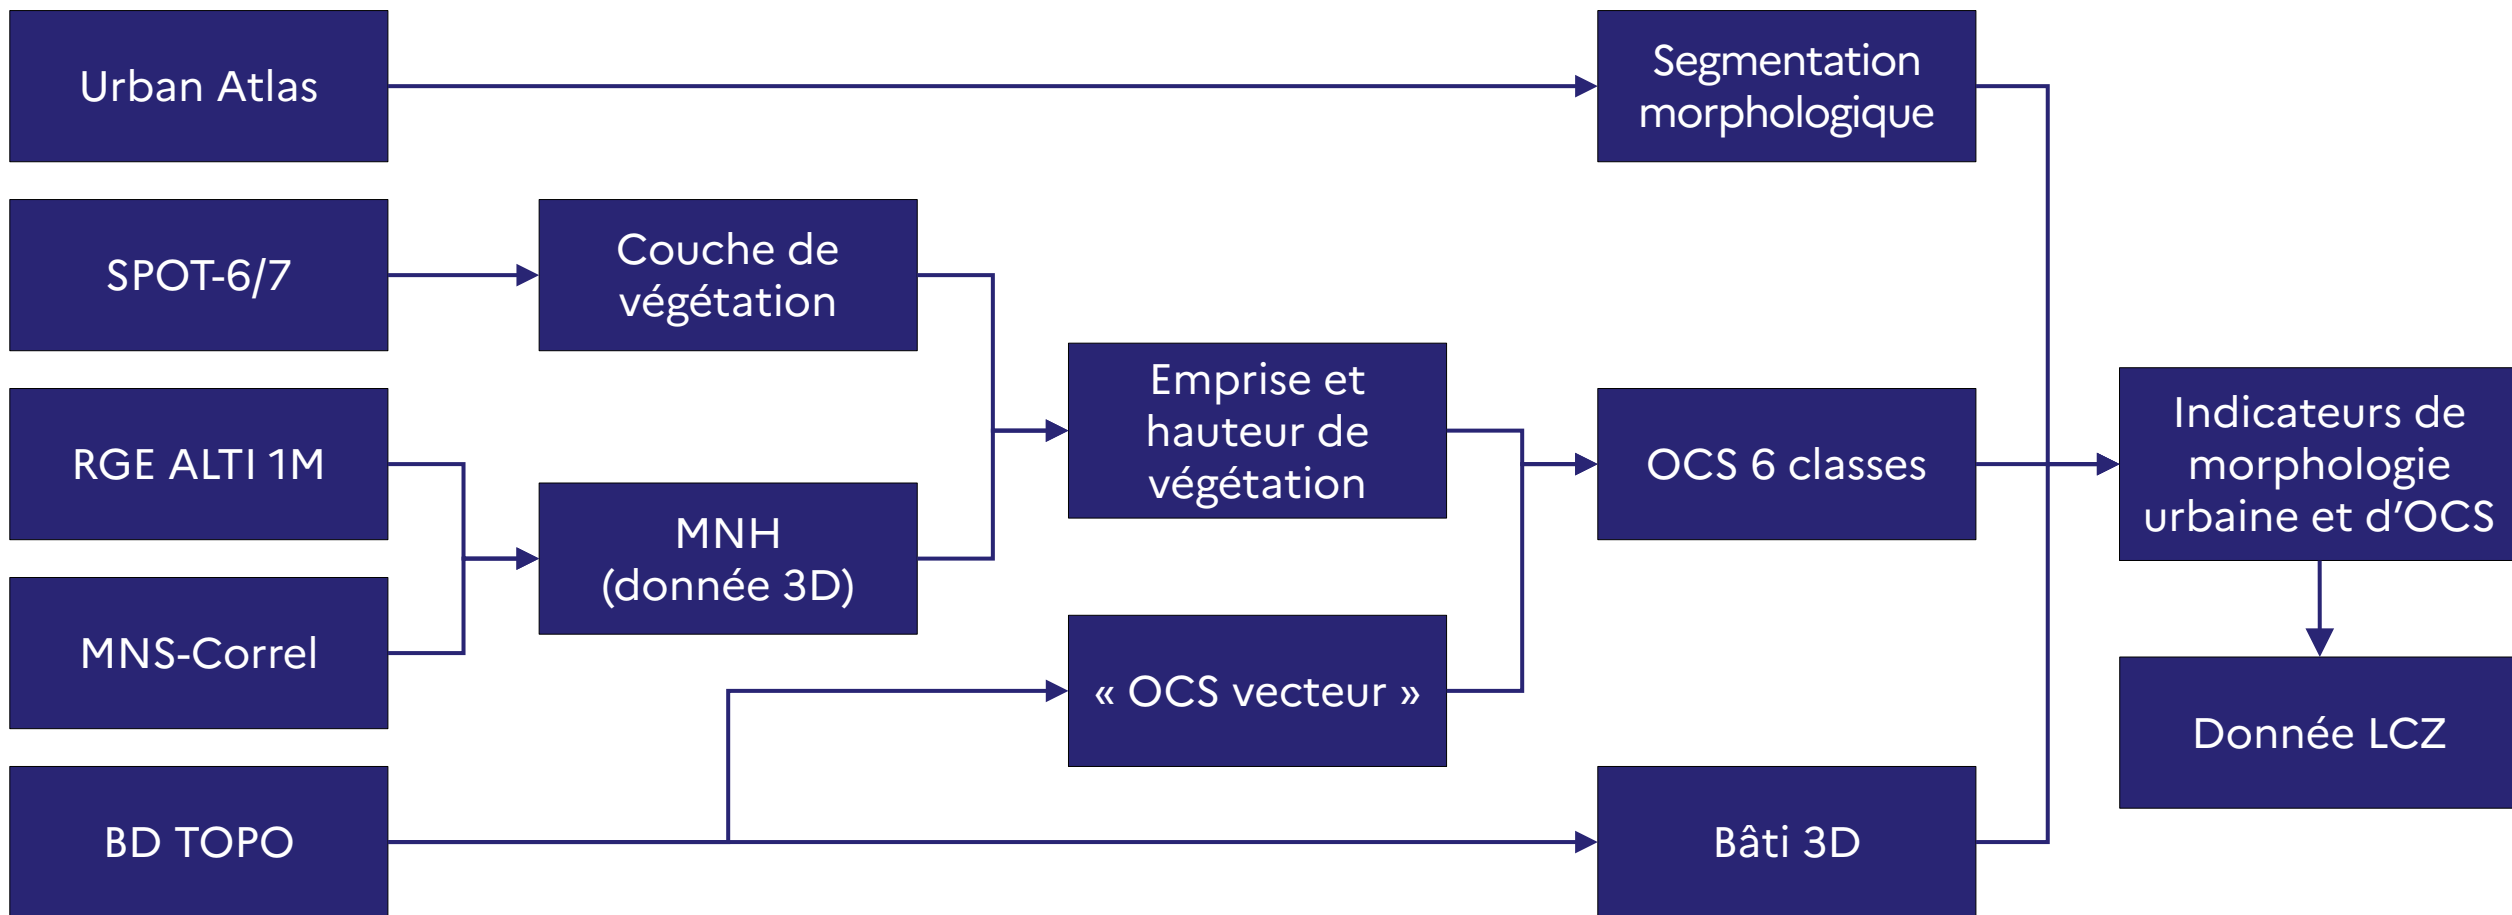 Urban Atlas
Segmentation
morphologique
SPOT-6/7
Couche de
végétation
RGE ALTI 1M
Emprise et
hauteur de
végétation
OCS 6 classes
Indicateurs de
morphologie
urbaine et d’OCS
MNH
(donnée 3D)
MNS-Correl
« OCS vecteur »
Donnée LCZ
BD TOPO
Bâti 3D